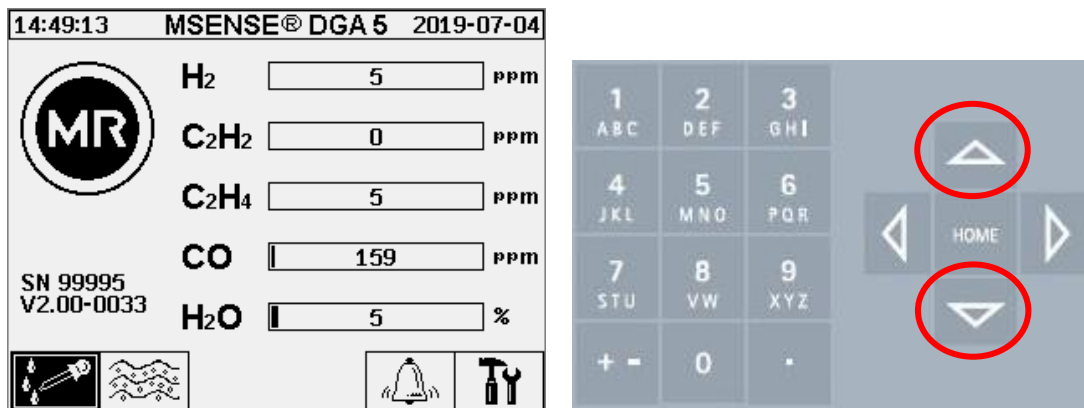 14:49:13 MSENSE® DGA 5 2019-07-04
MR
H2 5 ppm
C2H2 0 ppm
C2H4 5 ppm
CO 159 ppm
H2O 5 %
SN 99995
V2.00-0033
1 2 3
ABC DEF GHI
4 5 6
JKL MNO PQR
HOME
7 8 9
STU VW XYZ
+ - 0 .